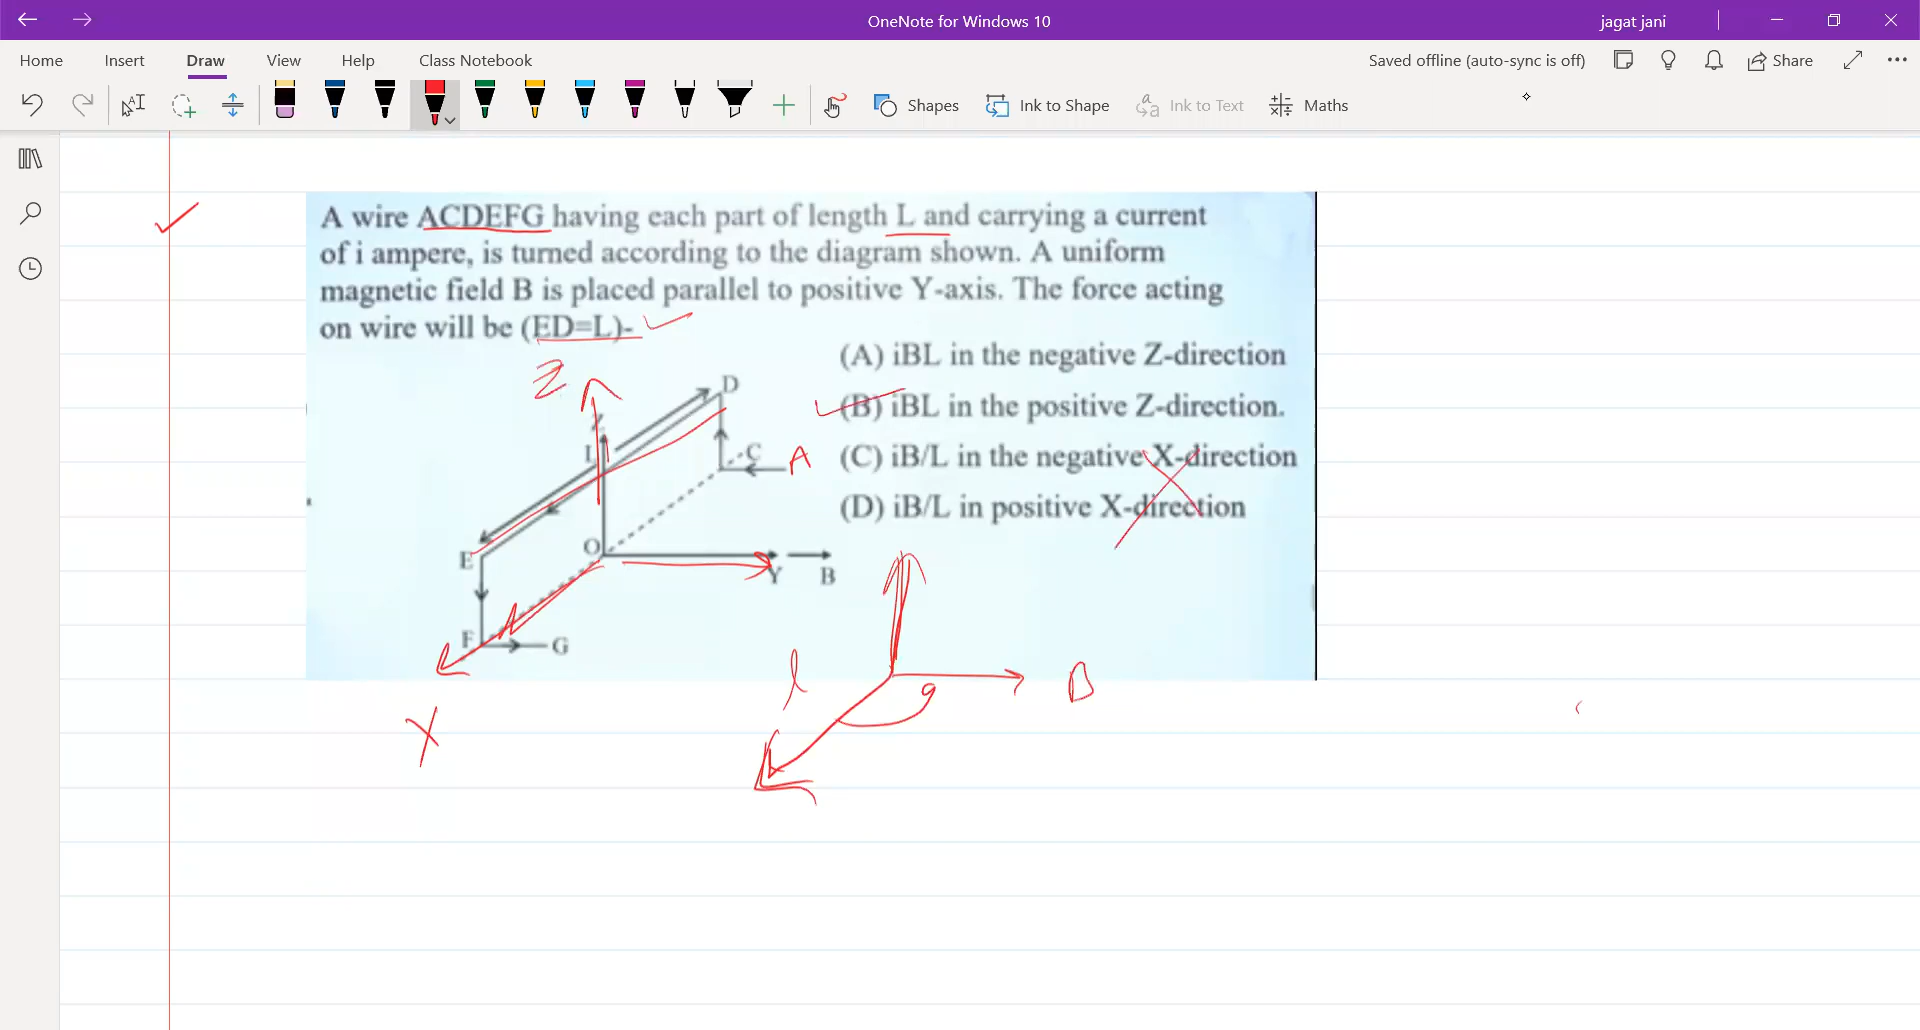 OneNote for Windows 10
jagat jani
Home Insert Draw View Help Class Notebook
Saved offline (auto-sync is off) Share
Shapes Ink to Shape Ink to Text Maths
A wire ACDEFG having each part of length L and carrying a current
of i ampere, is turned according to the diagram shown. A uniform
magnetic field B is placed parallel to positive Y-axis. The force acting
on wire will be (ED=L)-
(A) iBL in the negative Z-direction
(B) iBL in the positive Z-direction.
(C) iB/L in the negative X-direction
(D) iB/L in positive X-direction
Z
D
Z
L
C A
E
O
Y B
F G
X
l
B